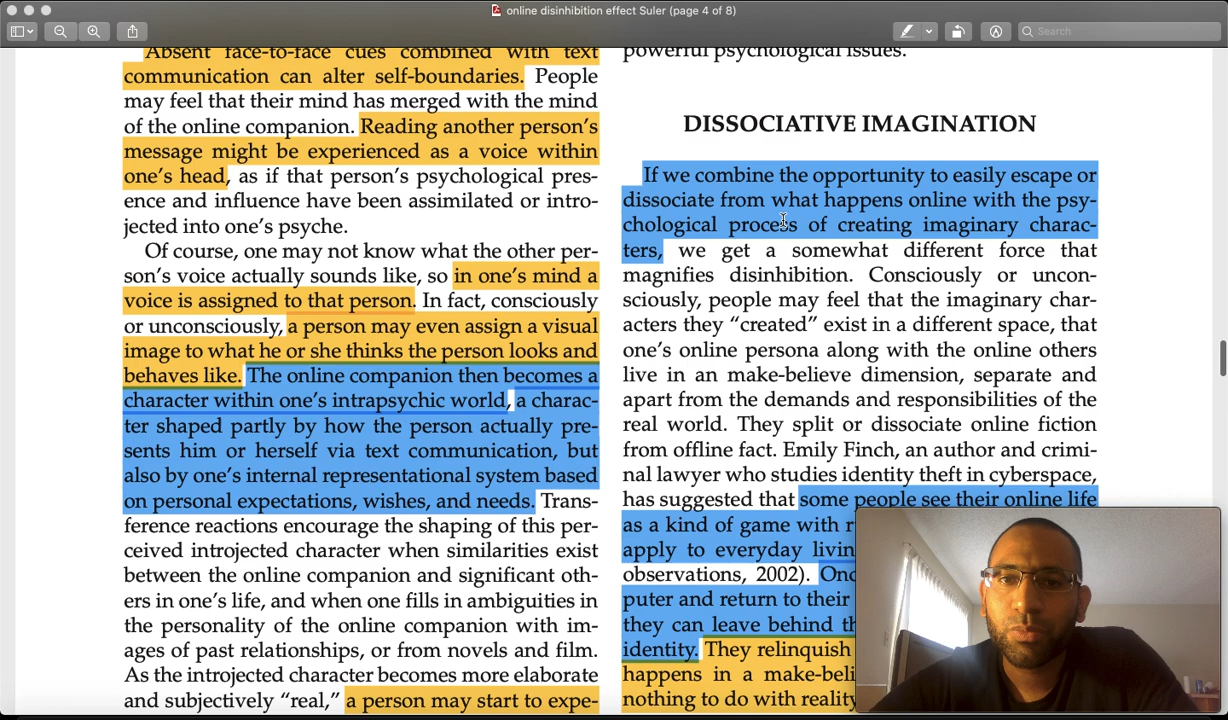 online disinhibition effect Suler (page 4 of 8)
Search
Absent face-to-face cues combined with text
communication can alter self-boundaries. People
may feel that their mind has merged with the mind
of the online companion. Reading another person’s
message might be experienced as a voice within
one’s head, as if that person’s psychological pres-
ence and influence have been assimilated or intro-
jected into one’s psyche.
Of course, one may not know what the other per-
son’s voice actually sounds like, so in one’s mind a
voice is assigned to that person. In fact, consciously
or unconsciously, a person may even assign a visual
image to what he or she thinks the person looks and
behaves like. The online companion then becomes a
character within one’s intrapsychic world, a charac-
ter shaped partly by how the person actually pre-
sents him or herself via text communication, but
also by one’s internal representational system based
on personal expectations, wishes, and needs. Trans-
ference reactions encourage the shaping of this per-
ceived introjected character when similarities exist
between the online companion and significant oth-
ers in one’s life, and when one fills in ambiguities in
the personality of the online companion with im-
ages of past relationships, or from novels and film.
As the introjected character becomes more elaborate
and subjectively “real,” a person may start to expe-
powerful psychological issues.
DISSOCIATIVE IMAGINATION
If we combine the opportunity to easily escape or
dissociate from what happens online with the psy-
chological process of creating imaginary charac-
ters, we get a somewhat different force that
magnifies disinhibition. Consciously or uncon-
sciously, people may feel that the imaginary char-
acters they “created” exist in a different space, that
one’s online persona along with the online others
live in an make-believe dimension, separate and
apart from the demands and responsibilities of the
real world. They split or dissociate online fiction
from offline fact. Emily Finch, an author and crimi-
nal lawyer who studies identity theft in cyberspace,
has suggested that some people see their online life
as a kind of game with
apply to everyday
observations, 2002).
puter and return to their
they can leave behind
identity. They relinquish
happens in a
nothing to do with reality